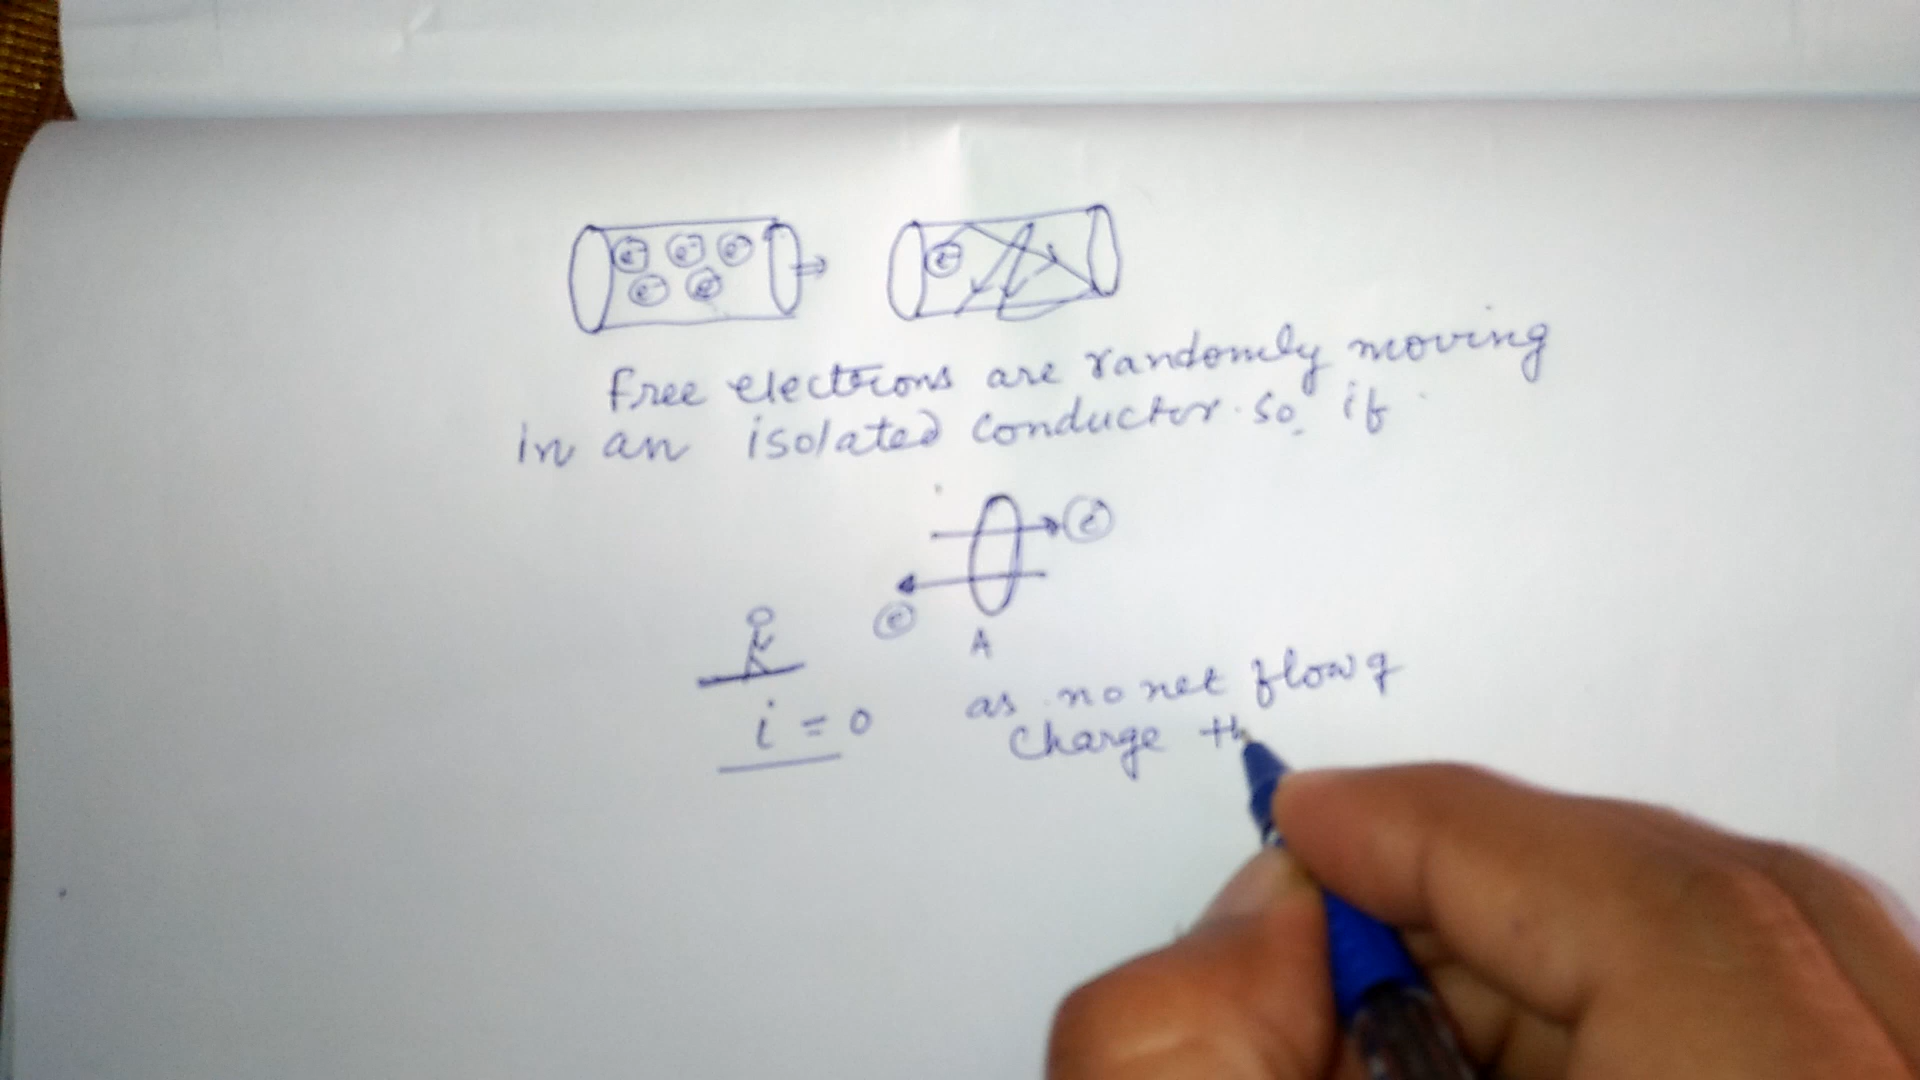 e- e- e- e- e- e-
free electrons are randomly moving
in an isolated conductor. so if
e
e
A
i = 0
as no net flow of
charge th